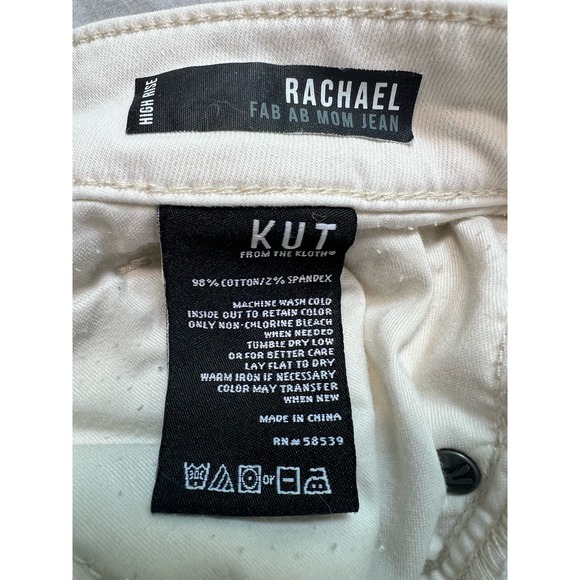 HIGH RISE
RACHAEL
FAB AB MOM JEAN
KUT
FROM THE KLOTH®
98% COTTON/2% SPANDEX
MACHINE WASH COLD
INSIDE OUT TO RETAIN COLOR
ONLY NON-CHLORINE BLEACH
WHEN NEEDED
TUMBLE DRY LOW
OR FOR BETTER CARE
LAY FLAT TO DRY
WARM IRON IF NECESSARY
COLOR MAY TRANSFER
WHEN NEW
MADE IN CHINA
RN#58539
30C or